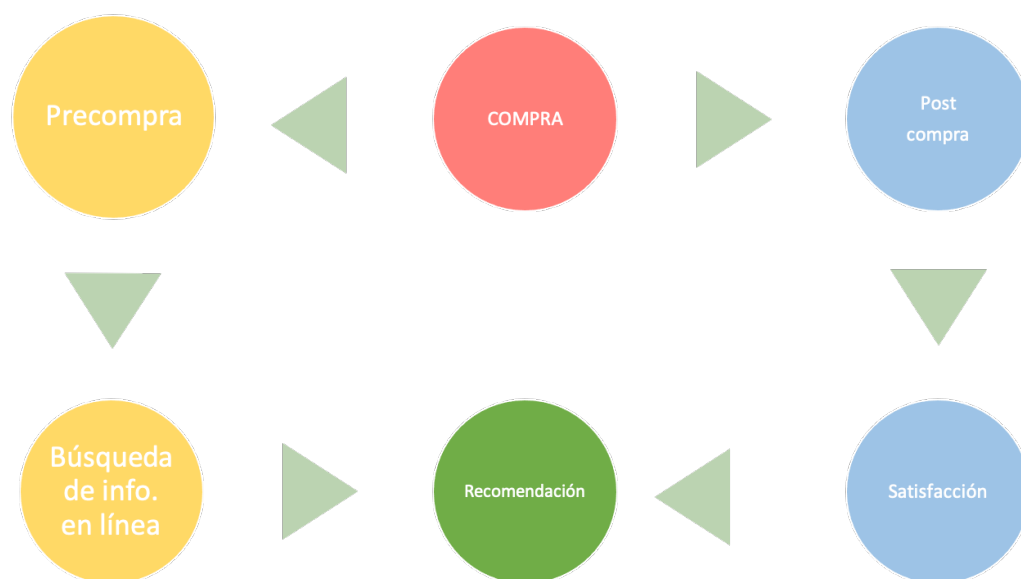 Precompra
COMPRA
Post
compra
Búsqueda
de info.
en línea
Recomendación
Satisfacción